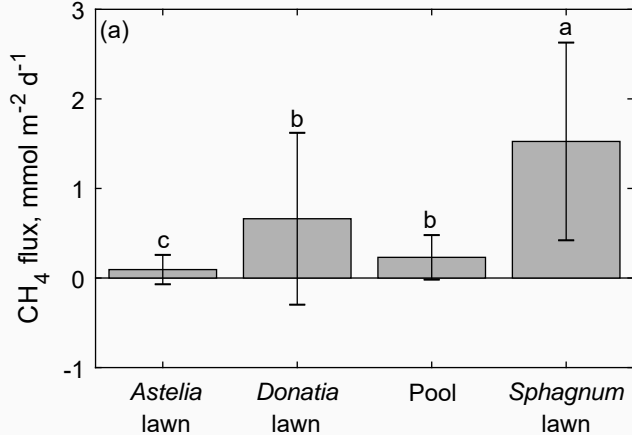 (a)
CH4 flux, mmol m-2 d-1
3
2
1
0
-1
c
b
b
a
Astelia lawn
Donatia lawn
Pool
Sphagnum lawn